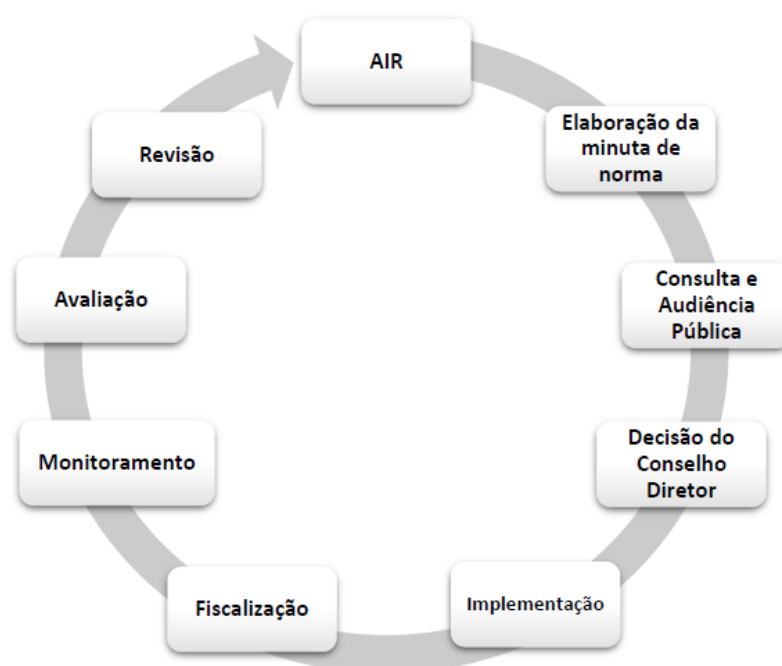 AIR
Elaboração da
minuta de
norma
Consulta e
Audiência
Pública
Decisão do
Conselho
Diretor
Implementação
Fiscalização
Monitoramento
Avaliação
Revisão